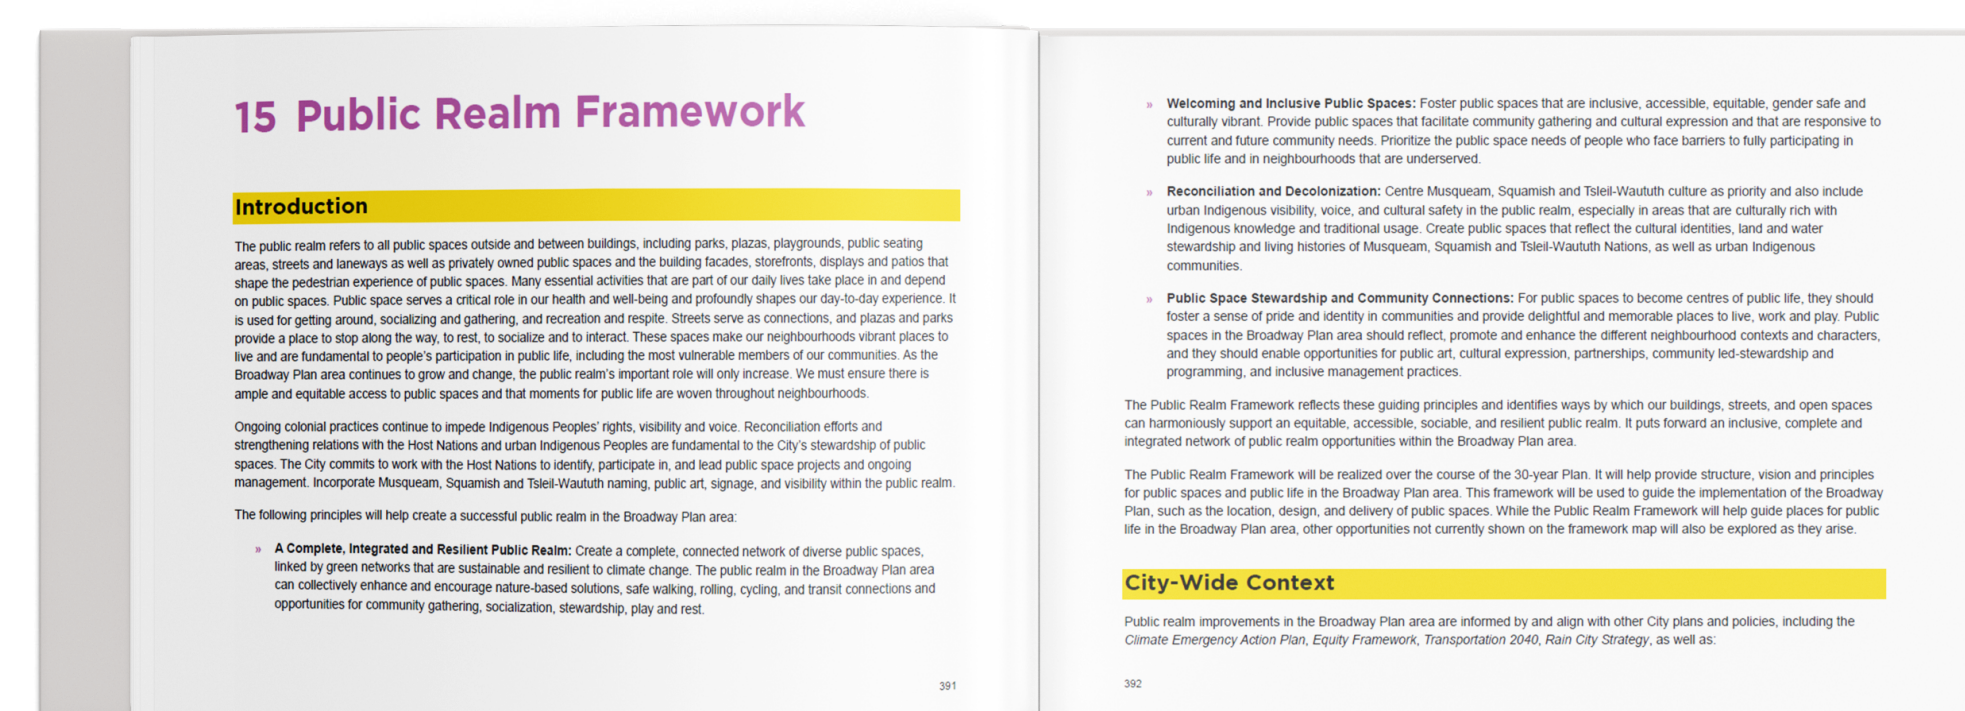 15 Public Realm Framework
Introduction
The public realm refers to all public spaces outside and between buildings, including parks, plazas, playgrounds, public seating
areas, streets and laneways as well as privately owned public spaces and the building facades, storefronts, displays and patios that
shape the pedestrian experience of public spaces. Many essential activities that are part of our daily lives take place in and depend
on public spaces. Public space serves a critical role in our health and well-being and profoundly shapes our day-to-day experience. It
is used for getting around, socializing and gathering, and recreation and respite. Streets serve as connections, and plazas and parks
provide a place to stop along the way, to rest, to socialize and to interact. These spaces make our neighbourhoods vibrant places to
live and are fundamental to people's participation in public life, including the most vulnerable members of our communities. As the
Broadway Plan area continues to grow and change, the public realm's important role will only increase. We must ensure there is
ample and equitable access to public spaces and that moments for public life are woven throughout neighbourhoods.
Ongoing colonial practices continue to impede Indigenous Peoples' rights, visibility and voice. Reconciliation efforts and
strengthening relations with the Host Nations and urban Indigenous Peoples are fundamental to the City's stewardship of public
spaces. The City commits to work with the Host Nations to identify, participate in, and lead public space projects and ongoing
management. Incorporate Musqueam, Squamish and Tsleil-Waututh naming, public art, signage, and visibility within the public realm.
The following principles will help create a successful public realm in the Broadway Plan area:
» A Complete, Integrated and Resilient Public Realm: Create a complete, connected network of diverse public spaces,
linked by green networks that are sustainable and resilient to climate change. The public realm in the Broadway Plan area
can collectively enhance and encourage nature-based solutions, safe walking, rolling, cycling, and transit connections and
opportunities for community gathering, socialization, stewardship, play and rest.
391
» Welcoming and Inclusive Public Spaces: Foster public spaces that are inclusive, accessible, equitable, gender safe and
culturally vibrant. Provide public spaces that facilitate community gathering and cultural expression and that are responsive to
current and future community needs. Prioritize the public space needs of people who face barriers to fully participating in
public life and in neighbourhoods that are underserved.
» Reconciliation and Decolonization: Centre Musqueam, Squamish and Tsleil-Waututh culture as priority and also include
urban Indigenous visibility, voice, and cultural safety in the public realm, especially in areas that are culturally rich with
Indigenous knowledge and traditional usage. Create public spaces that reflect the cultural identities, land and water
stewardship and living histories of Musqueam, Squamish and Tsleil-Waututh Nations, as well as urban Indigenous
communities.
» Public Space Stewardship and Community Connections: For public spaces to become centres of public life, they should
foster a sense of pride and identity in communities and provide delightful and memorable places to live, work and play. Public
spaces in the Broadway Plan area should reflect, promote and enhance the different neighbourhood contexts and characters,
and they should enable opportunities for public art, cultural expression, partnerships, community led-stewardship and
programming, and inclusive management practices.
The Public Realm Framework reflects these guiding principles and identifies ways by which our buildings, streets, and open spaces
can harmoniously support an equitable, accessible, sociable, and resilient public realm. It puts forward an inclusive, complete and
integrated network of public realm opportunities within the Broadway Plan area.
The Public Realm Framework will be realized over the course of the 30-year Plan. It will help provide structure, vision and principles
for public spaces and public life in the Broadway Plan area. This framework will be used to guide the implementation of the Broadway
Plan, such as the location, design, and delivery of public spaces. While the Public Realm Framework will help guide places for public
life in the Broadway Plan area, other opportunities not currently shown on the framework map will also be explored as they arise.
City-Wide Context
Public realm improvements in the Broadway Plan area are informed by and align with other City plans and policies, including the
Climate Emergency Action Plan, Equity Framework, Transportation 2040, Rain City Strategy, as well as:
392